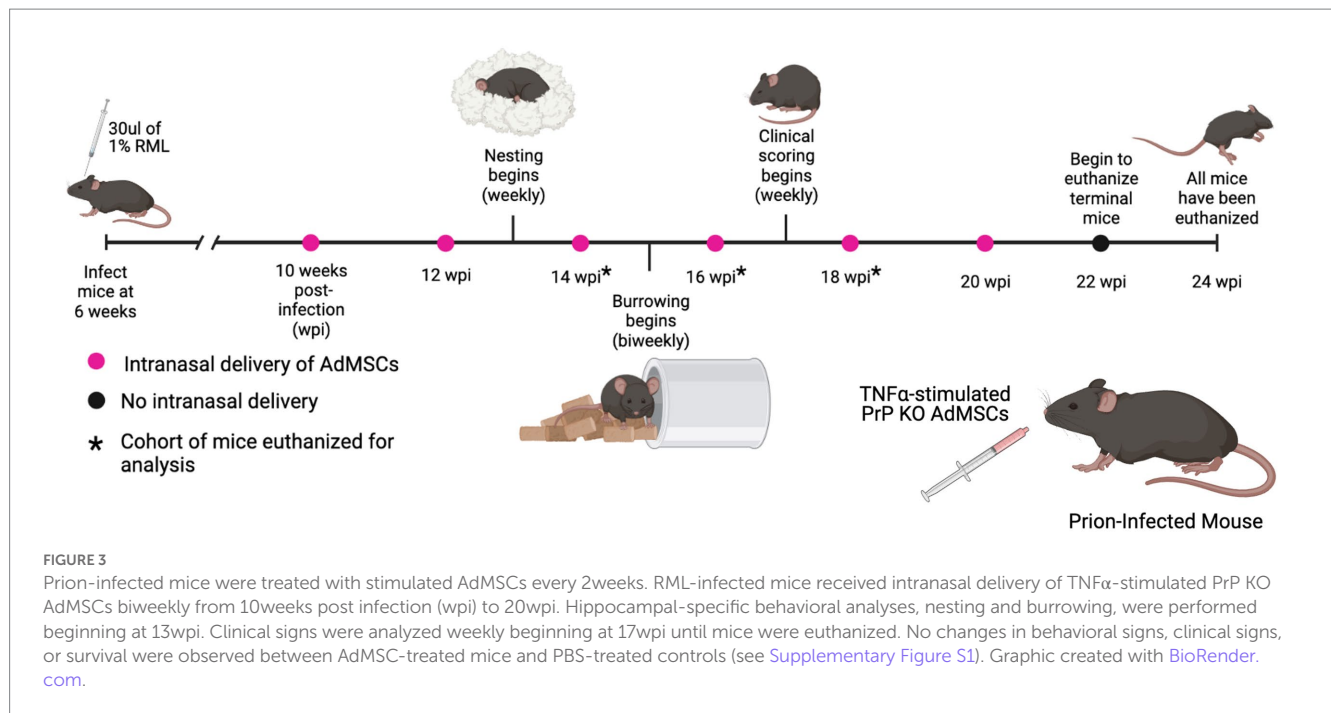 30ul of
1% RML
Nesting
begins
(weekly)
Clinical
scoring
begins
(weekly)
Begin to
euthanize
terminal
mice
All mice
have been
euthanized
Infect
mice at
6 weeks
10 weeks
post-
infection
(wpi)
12 wpi
14 wpi*
16 wpi*
18 wpi*
20 wpi
22 wpi
24 wpi
Burrowing
begins
(biweekly)
Intranasal delivery of AdMSCs
No intranasal delivery
* Cohort of mice euthanized for
analysis
TNFα-stimulated
PrP KO AdMSCs
Prion-Infected Mouse
FIGURE 3
Prion-infected mice were treated with stimulated AdMSCs every 2weeks. RML-infected mice received intranasal delivery of TNFα-stimulated PrP KO
AdMSCs biweekly from 10weeks post infection (wpi) to 20wpi. Hippocampal-specific behavioral analyses, nesting and burrowing, were performed
beginning at 13wpi. Clinical signs were analyzed weekly beginning at 17wpi until mice were euthanized. No changes in behavioral signs, clinical signs,
or survival were observed between AdMSC-treated mice and PBS-treated controls (see Supplementary Figure S1). Graphic created with BioRender.
com.